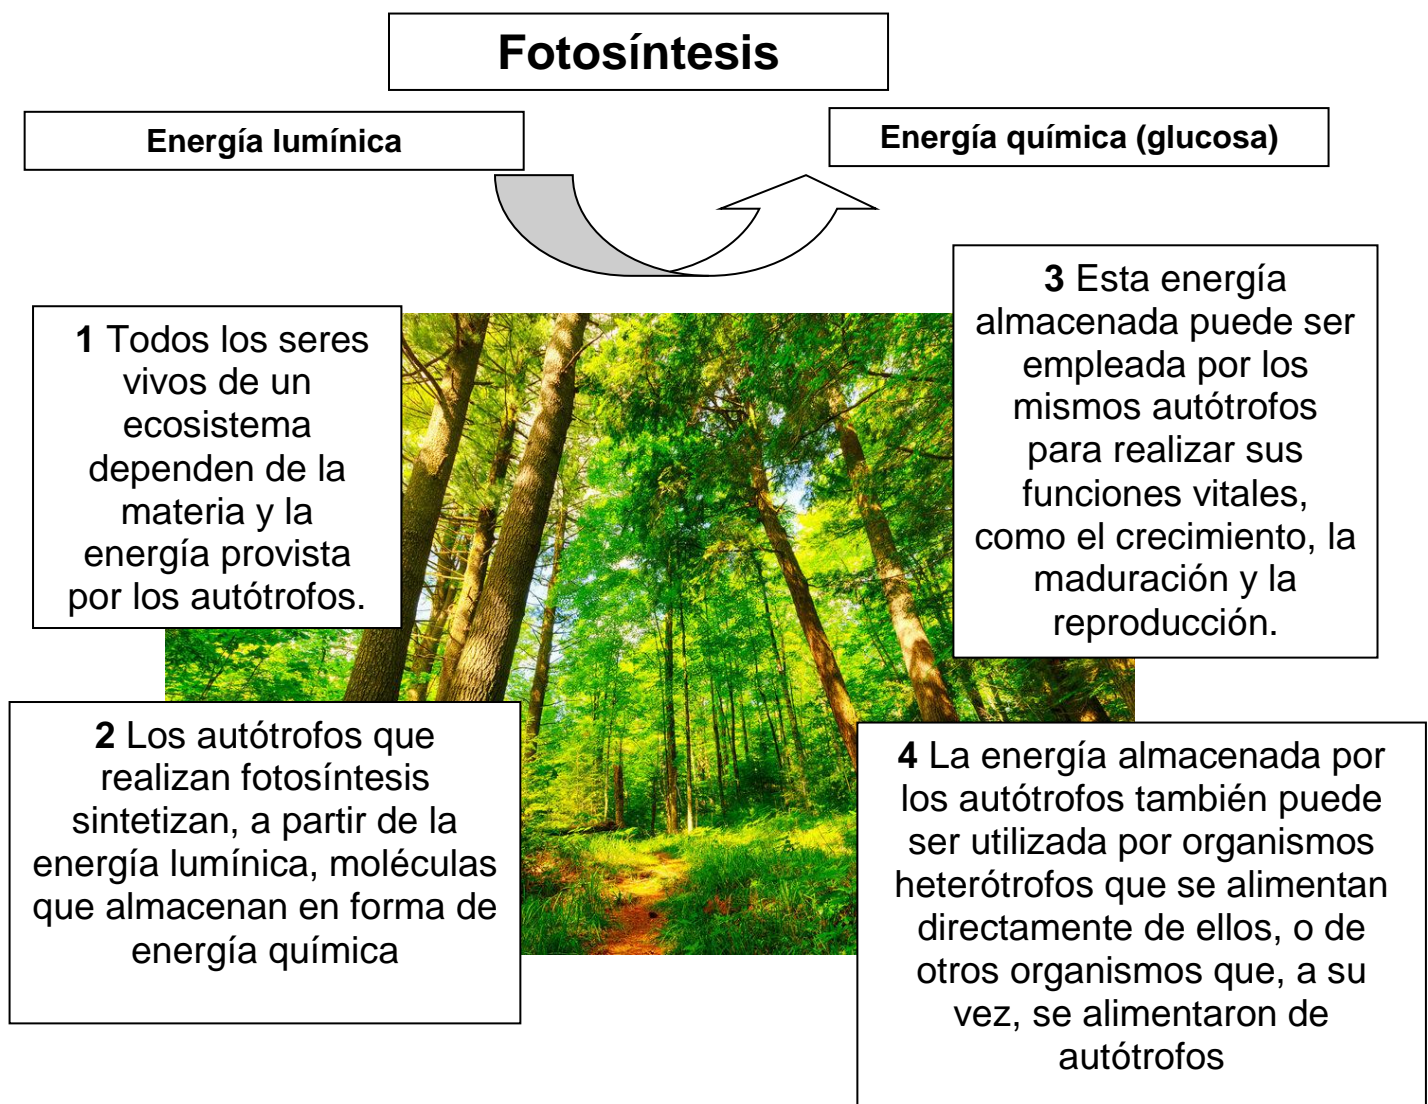 Fotosíntesis
Energía lumínica
Energía química (glucosa)
1 Todos los seres
vivos de un
ecosistema
dependen de la
materia y la
energía provista
por los autótrofos.
2 Los autótrofos que
realizan fotosíntesis
sintetizan, a partir de la
energía lumínica, moléculas
que almacenan en forma de
energía química
3 Esta energía
almacenada puede ser
empleada por los
mismos autótrofos
para realizar sus
funciones vitales,
como el crecimiento, la
maduración y la
reproducción.
4 La energía almacenada por
los autótrofos también puede
ser utilizada por organismos
heterótrofos que se alimentan
directamente de ellos, o de
otros organismos que, a su
vez, se alimentaron de
autótrofos